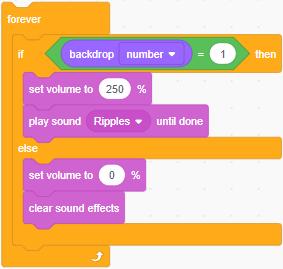 forever
if backdrop number = 1 then
set volume to 250 %
play sound Ripples until done
else
set volume to 0 %
clear sound effects